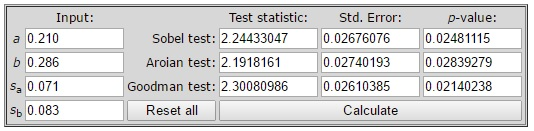 Input: Test statistic: Std. Error: p-value:
a 0.210 Sobel test: 2.24433047 0.02676076 0.02481115
b 0.286 Aroian test: 2.1918161 0.02740193 0.02839279
sa 0.071 Goodman test: 2.30080986 0.02610385 0.02140238
sb 0.083 Reset all Calculate